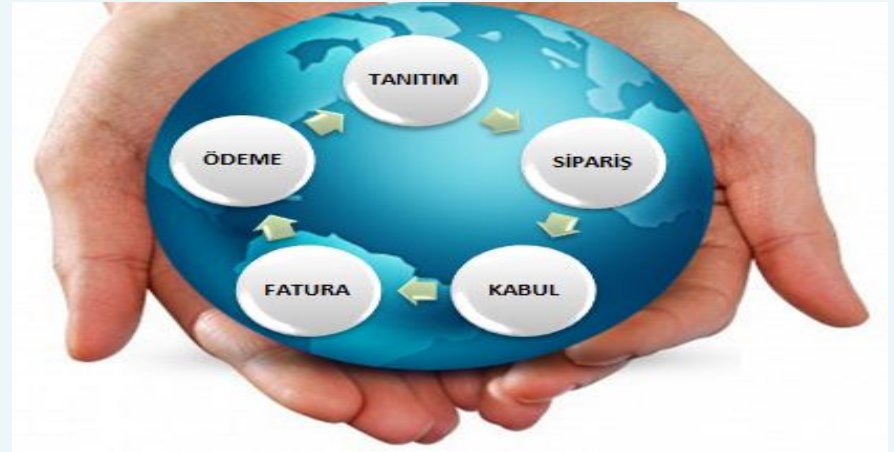 TANITIM
SİPARİŞ
KABUL
FATURA
ÖDEME